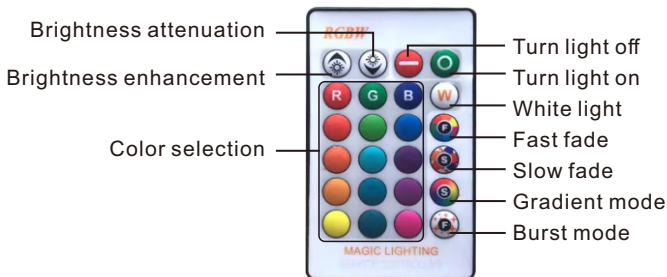 Brightness attenuation
Brightness enhancement
Color selection
RGBW
R G B W
F
S
S
F
MAGIC LIGHTING
Turn light off
Turn light on
White light
Fast fade
Slow fade
Gradient mode
Burst mode